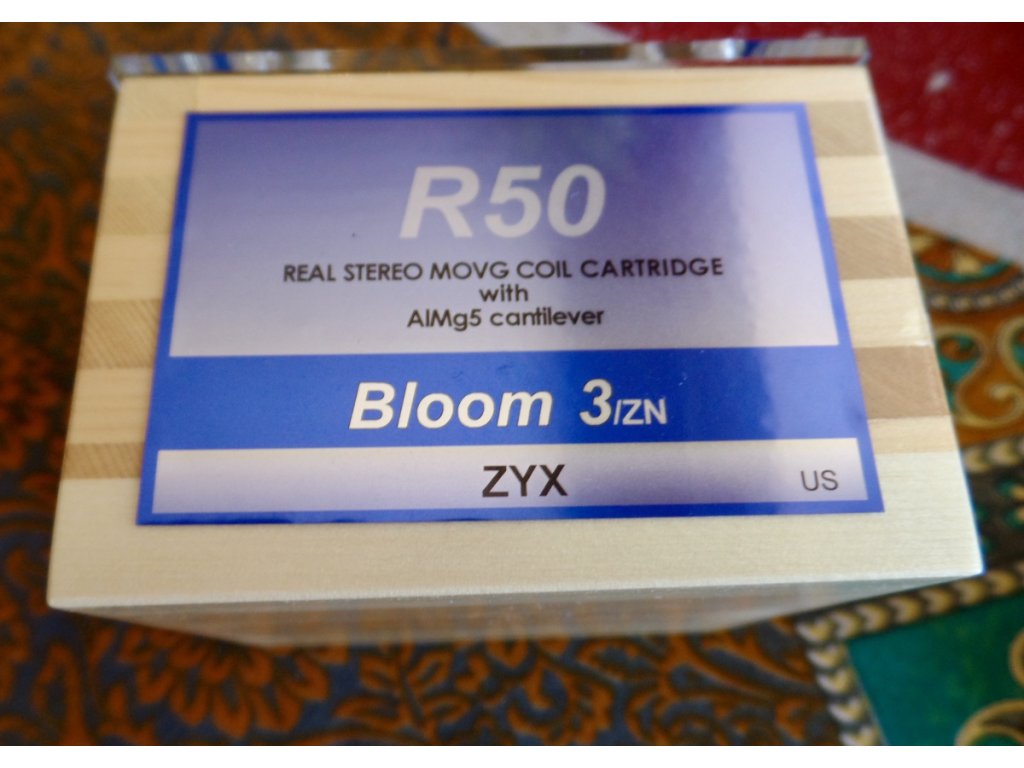 R50
REAL STEREO MOVG COIL CARTRIDGE
with
AlMg5 cantilever
Bloom 3/ZN
ZYX
US